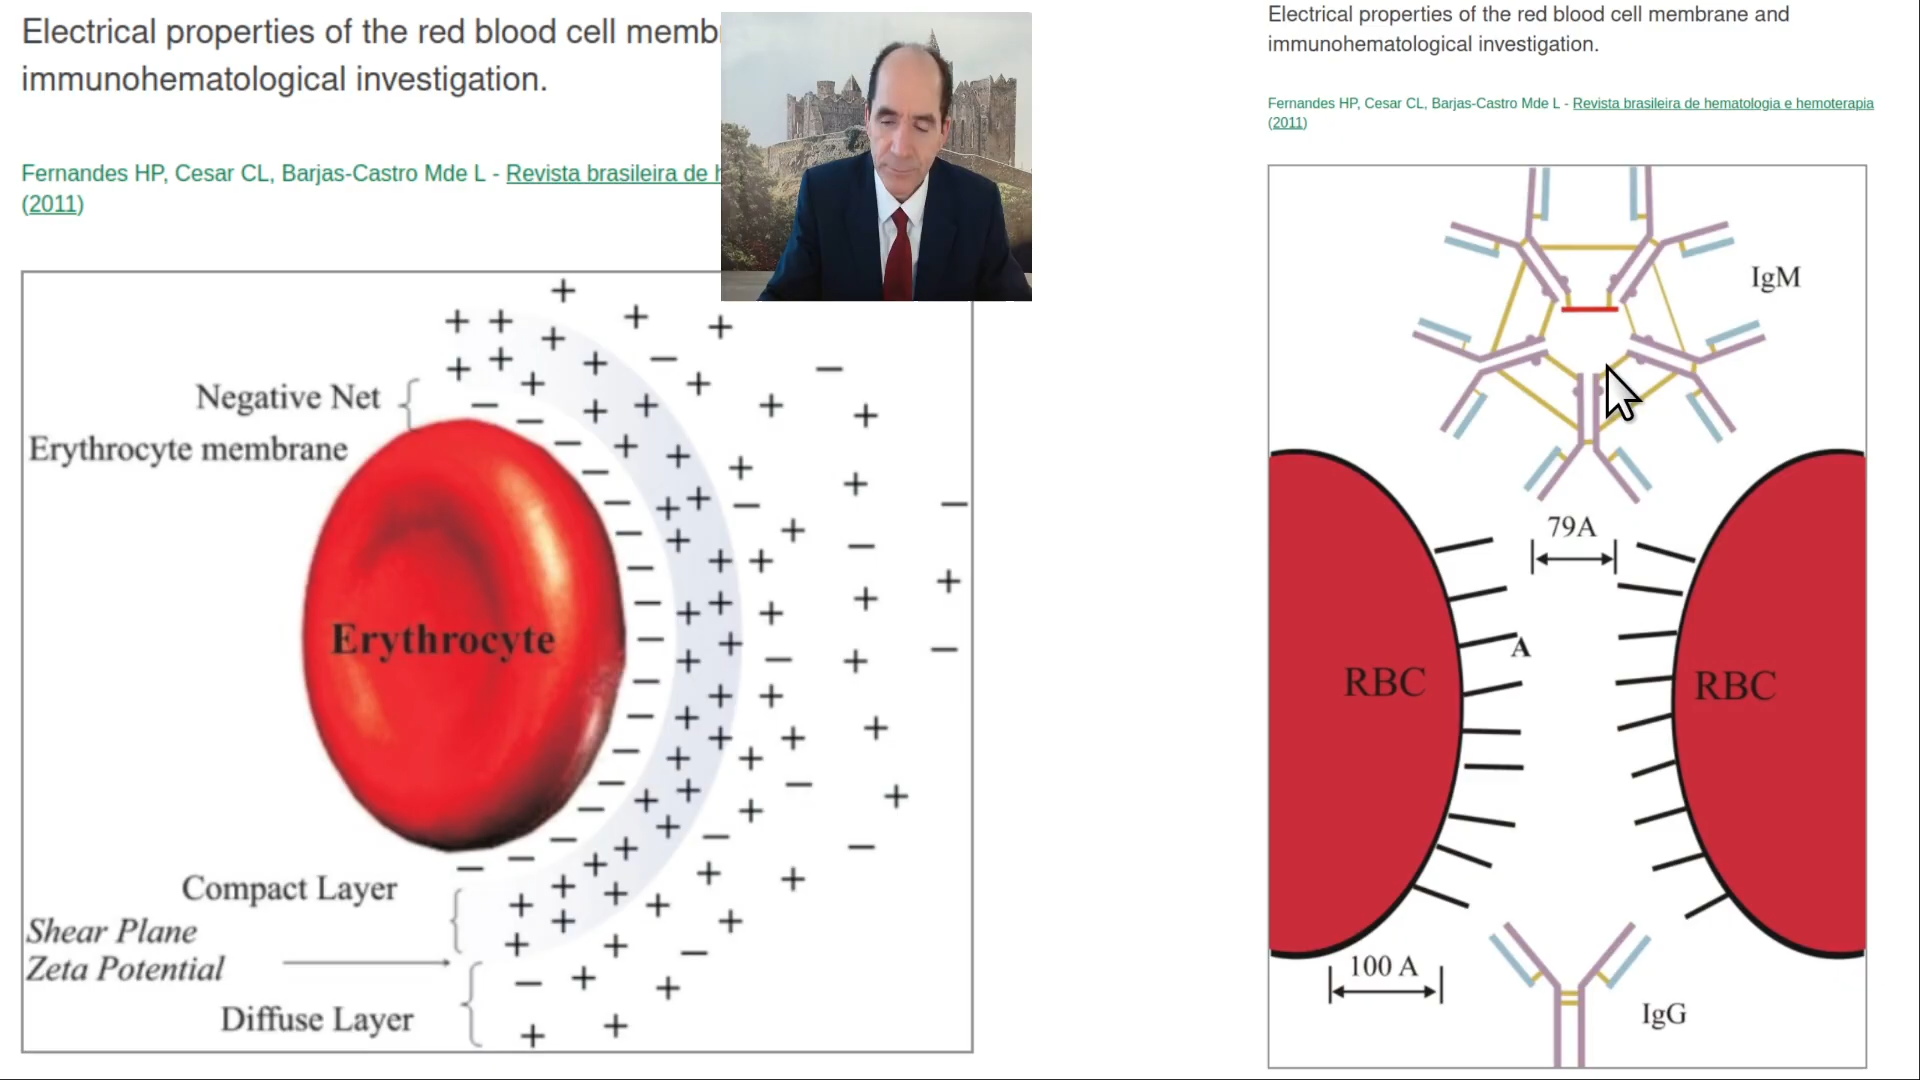 Electrical properties of the red blood cell memb
immunohematological investigation.
Fernandes HP, Cesar CL, Barjas-Castro Mde L - Revista brasileira de h
(2011)
Negative Net
Erythrocyte membrane
Erythrocyte
Compact Layer
Shear Plane
Zeta Potential
Diffuse Layer
Electrical properties of the red blood cell membrane and
immunohematological investigation.
Fernandes HP, Cesar CL, Barjas-Castro Mde L - Revista brasileira de hematologia e hemoterapia
(2011)
IgM
79A
A
RBC
RBC
100 A
IgG